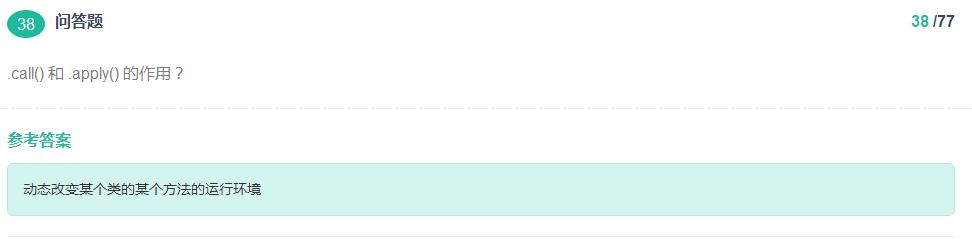 38 问答题 38 /77
.call() 和 .apply() 的作用？
参考答案
动态改变某个类的某个方法的运行环境